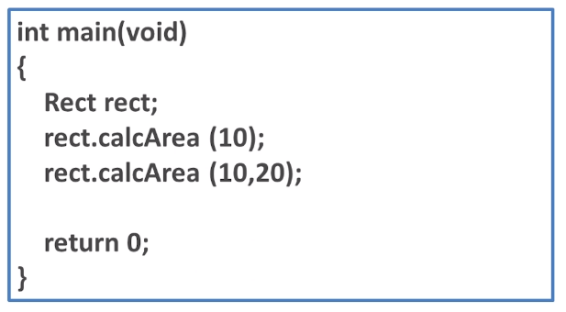 int main(void)
{
Rect rect;
rect.calcArea (10);
rect.calcArea (10,20);
return 0;
}